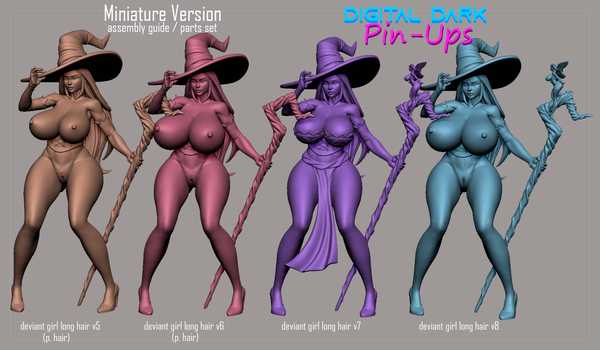 Miniature Version
assembly guide / parts set
DIGITAL DARK
Pin-Ups
deviant girl long hair v5
(p. hair)
deviant girl long hair v6
(p. hair)
deviant girl long hair v7
deviant girl long hair v8